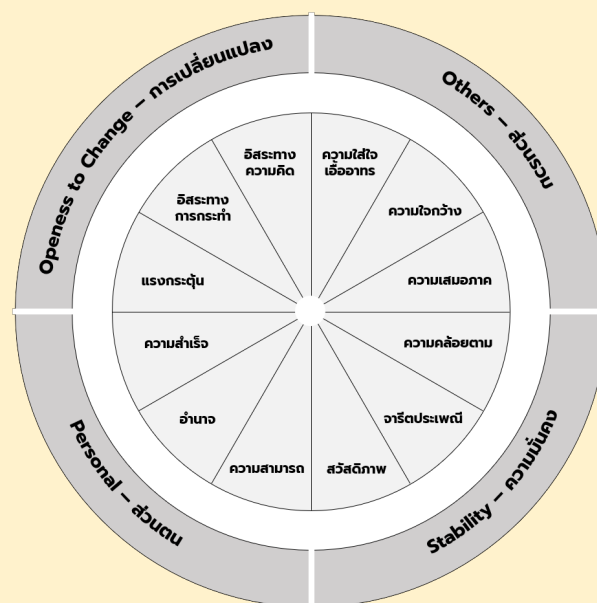 Openess to Change – การเปลี่ยนแปลง
Others – ส่วนรวม
อิสระทาง
ความคิด
ความใส่ใจ
เอื้ออาทร
อิสระทาง
การกระทำ
ความใจกว้าง
แรงกระตุ้น
ความเสมอภาค
ความสำเร็จ
ความคล้อยตาม
อำนาจ
จารีตประเพณี
ความสามารถ
สวัสดิภาพ
Personal – ส่วนตน
Stability – ความมั่นคง